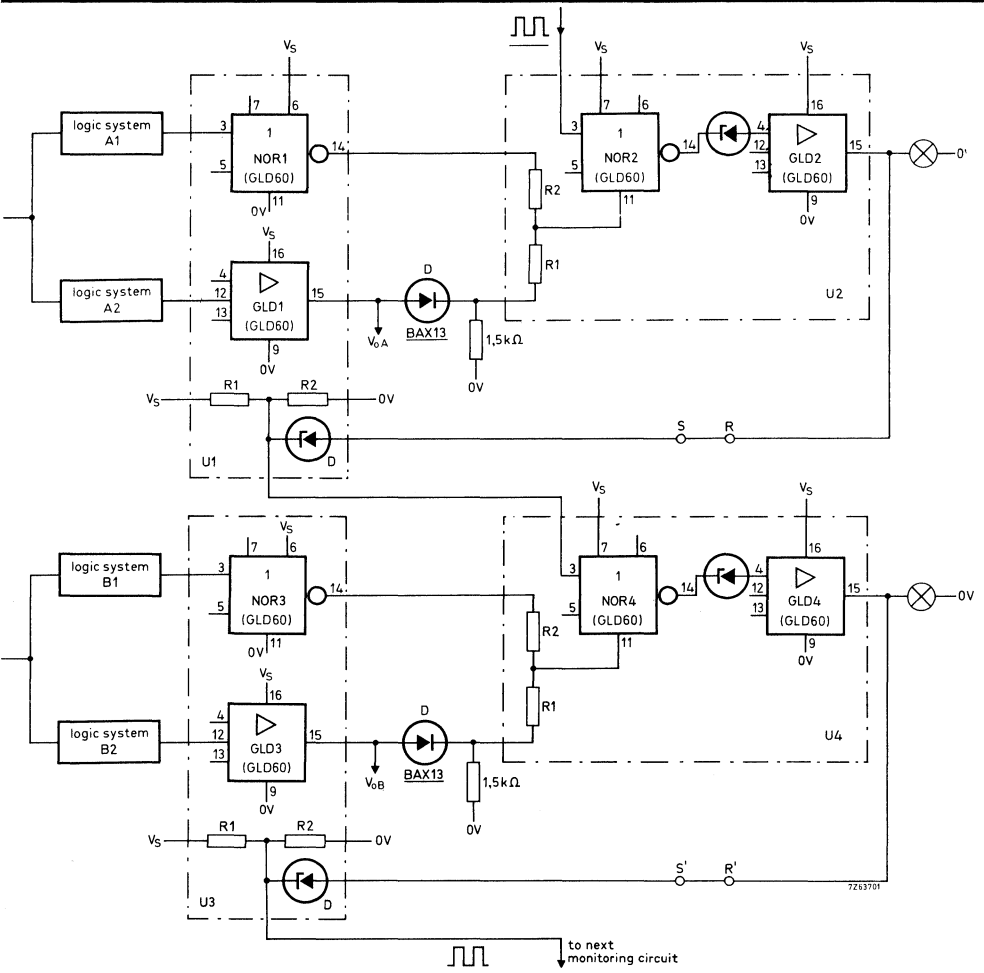 VS
VS
VS
7
6
7
6
16
logic system
A1
3
1
NOR1
(GLD60)
14
5
11
0V
3
1
NOR2
(GLD60)
14
5
11
4
12
13
GLD2
(GLD60)
15
0'
9
0V
R2
R1
U2
VS
16
logic system
A2
4
12
13
GLD1
(GLD60)
15
9
0V
VoA
D
BAX13
1,5kΩ
0V
VS
R1
R2
0V
D
U1
S
R
VS
VS
VS
7
6
7
6
16
logic system
B1
3
1
NOR3
(GLD60)
14
5
11
0V
3
1
NOR4
(GLD60)
14
5
11
4
12
13
GLD4
(GLD60)
15
0V
9
0V
R2
R1
U4
VS
16
logic system
B2
4
12
13
GLD3
(GLD60)
15
9
0V
VoB
D
BAX13
1,5kΩ
0V
VS
R1
R2
0V
D
U3
S'
R'
7Z63701
to next
monitoring circuit